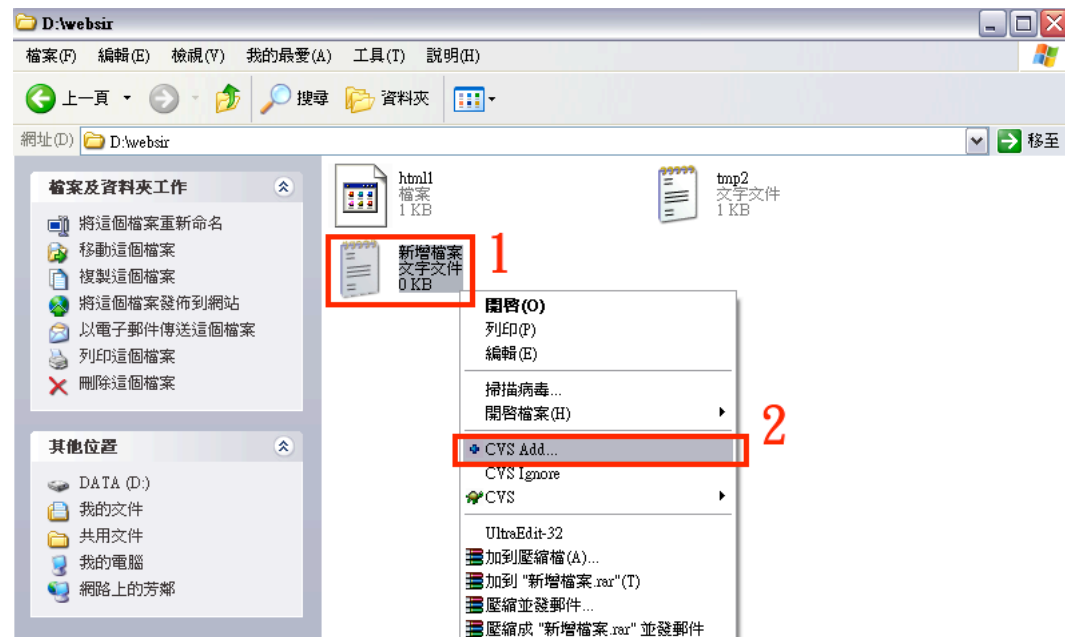 D:\websir
檔案(F) 編輯(E) 檢視(V) 我的最愛(A) 工具(T) 說明(H)
上一頁 搜尋 資料夾
網址(D) D:\websir 移至
檔案及資料夾工作
將這個檔案重新命名
移動這個檔案
複製這個檔案
將這個檔案發佈到網站
以電子郵件傳送這個檔案
列印這個檔案
刪除這個檔案
其他位置
DATA (D:)
我的文件
共用文件
我的電腦
網路上的芳鄰
html1
檔案
1 KB
tmp2
文字文件
1 KB
新增檔案
文字文件
0 KB
1
開啓(O)
列印(P)
編輯(E)
掃描病毒...
開啓檔案(H)
CVS Add...
2
CVS Ignore
CVS
UltraEdit-32
加到壓縮檔(A)...
加到 "新增檔案.rar"(T)
壓縮並發郵件...
壓縮成 "新增檔案.rar" 並發郵件